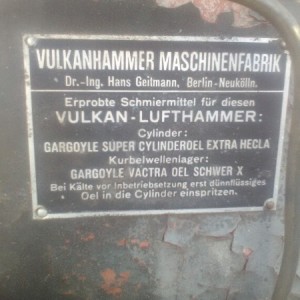 VULKANHAMMER MASCHINENFABRIK
Dr.-Ing. Hans Geilmann, Berlin-Neukölln.
Erprobte Schmiermittel für diesen
VULKAN-LUFTHAMMER:
Cylinder:
GARGOYLE SUPER CYLINDEROEL EXTRA HECLA
Kurbelwellenlager:
GARGOYLE VACTRA OEL SCHWER X
Bei Kälte vor Inbetriebsetzung erst dünnflüssiges
Oel in die Cylinder einspritzen.